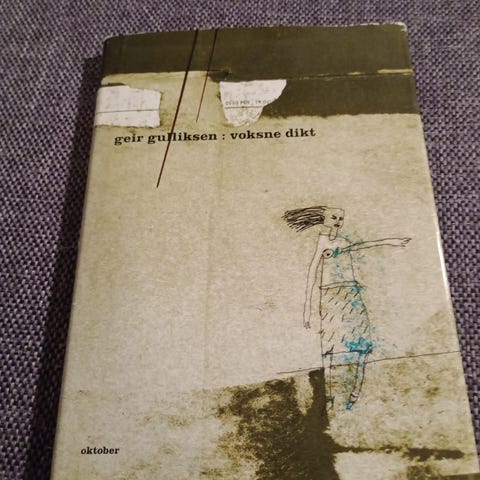 geir gulliksen : voksne dikt
oktober